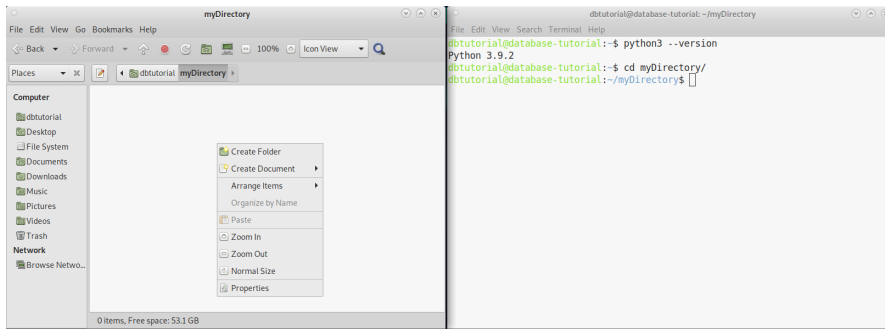 myDirectory
File Edit View Go Bookmarks Help
Back Forward 100% Icon View
Places dbtutorial myDirectory
Computer
dbtutorial
Desktop
File System
Documents
Downloads
Music
Pictures
Videos
Trash
Network
Browse Netwo...
Create Folder
Create Document
Arrange Items
Organize by Name
Paste
Zoom In
Zoom Out
Normal Size
Properties
0 items, Free space: 53.1 GB
dbtutorial@database-tutorial: ~/myDirectory
File Edit View Search Terminal Help
dbtutorial@database-tutorial:~$ python3 --version
Python 3.9.2
dbtutorial@database-tutorial:~$ cd myDirectory/
dbtutorial@database-tutorial:~/myDirectory$